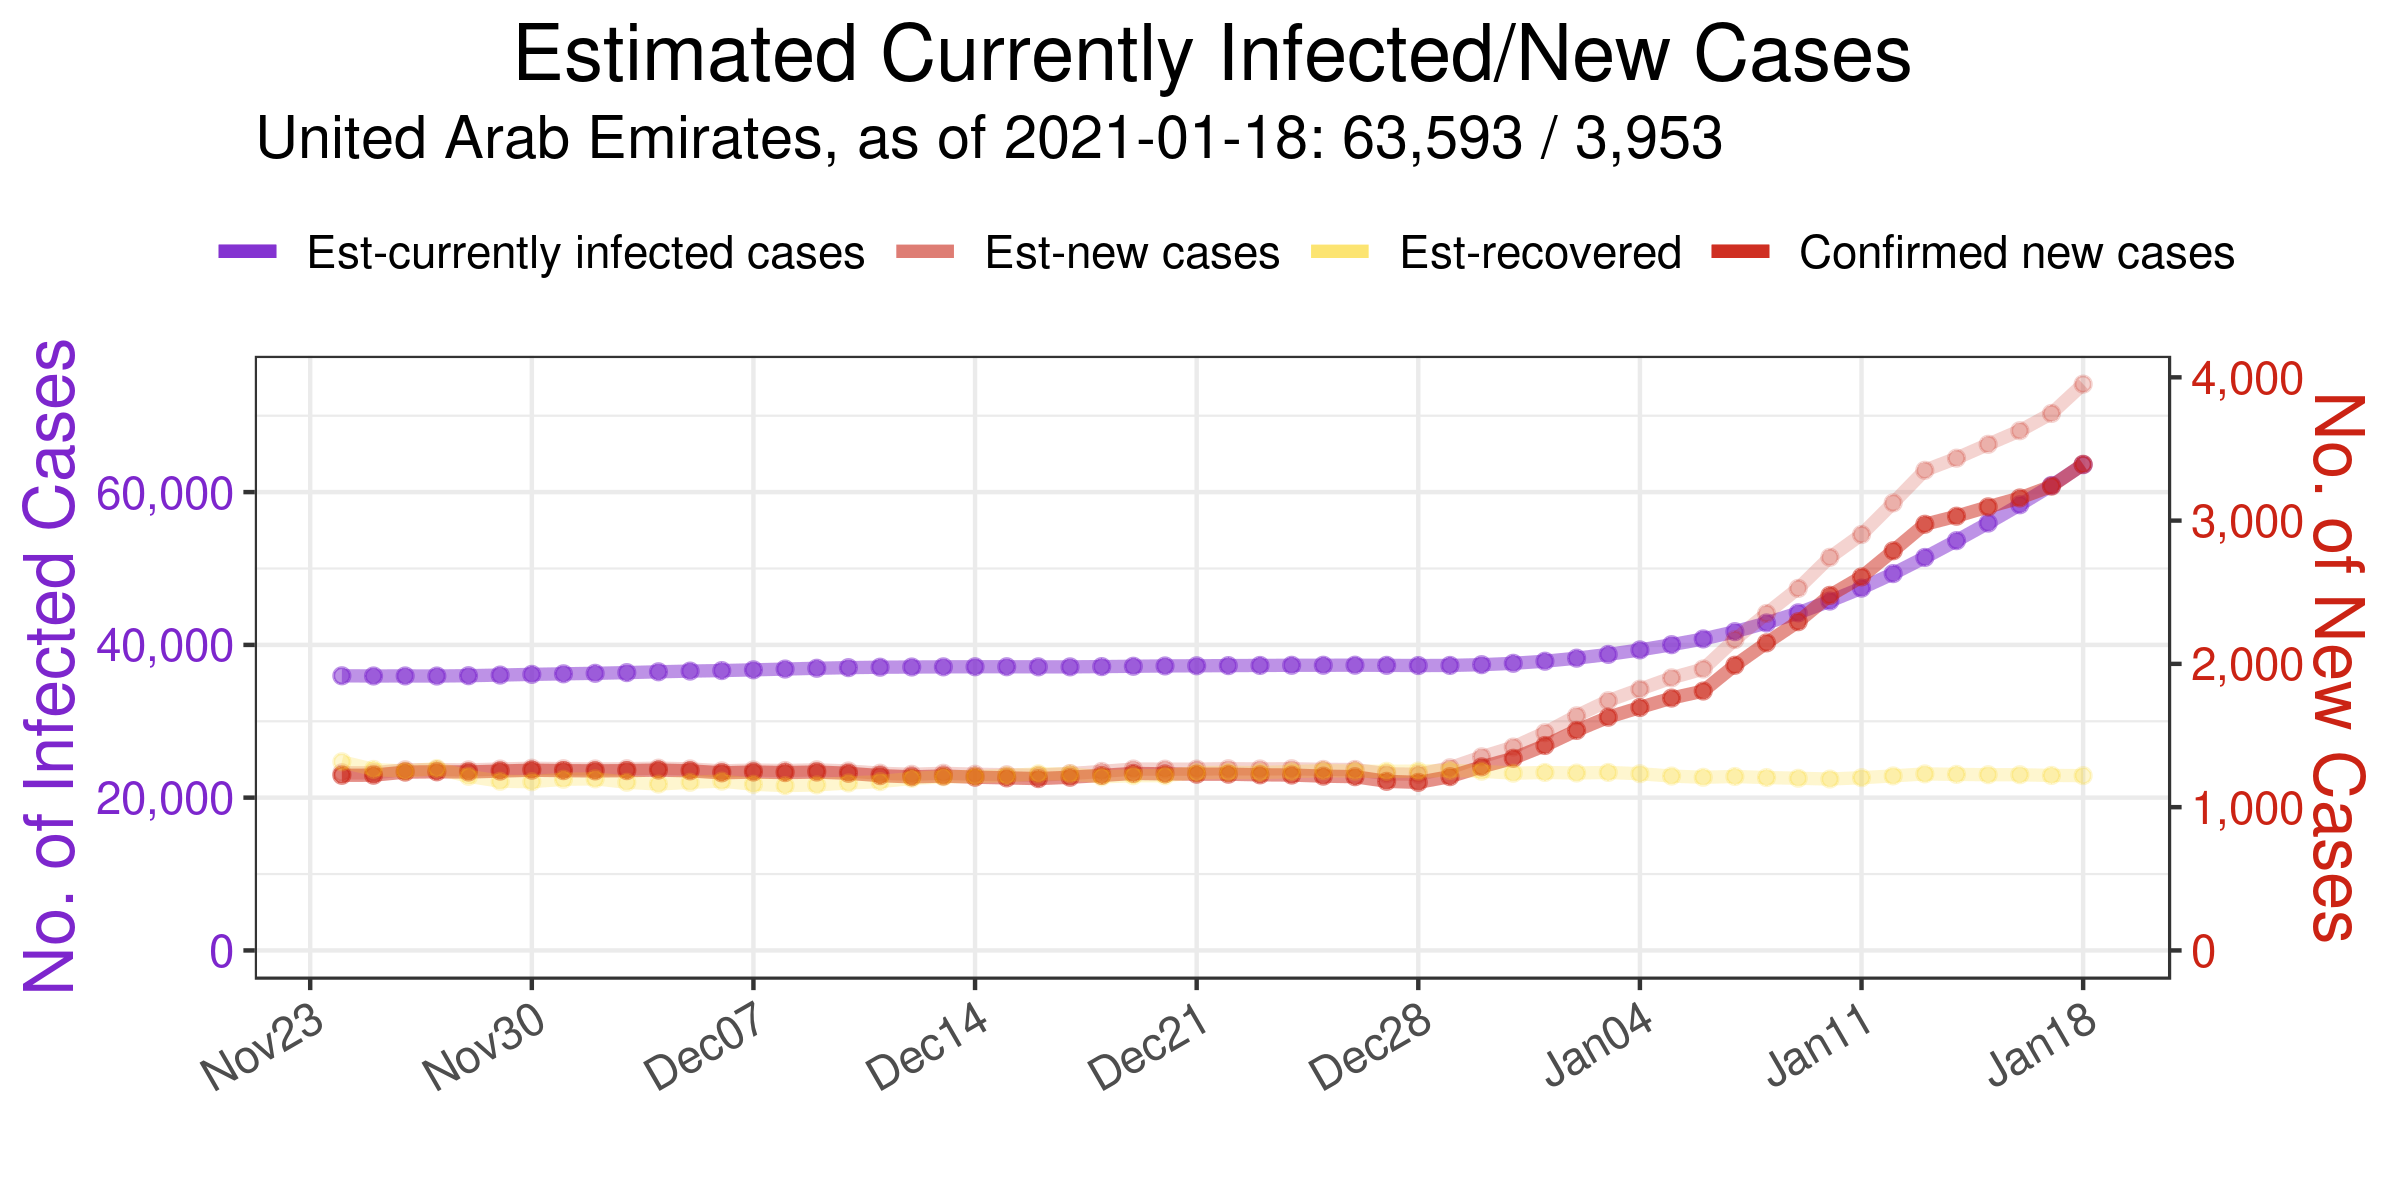 Estimated Currently Infected/New Cases
United Arab Emirates, as of 2021-01-18: 63,593 / 3,953
Est-currently infected cases Est-new cases Est-recovered Confirmed new cases
No. of Infected Cases
60,000
40,000
20,000
0
4,000
3,000
2,000
1,000
0
No. of New Cases
Nov23 Nov30 Dec07 Dec14 Dec21 Dec28 Jan04 Jan11 Jan18